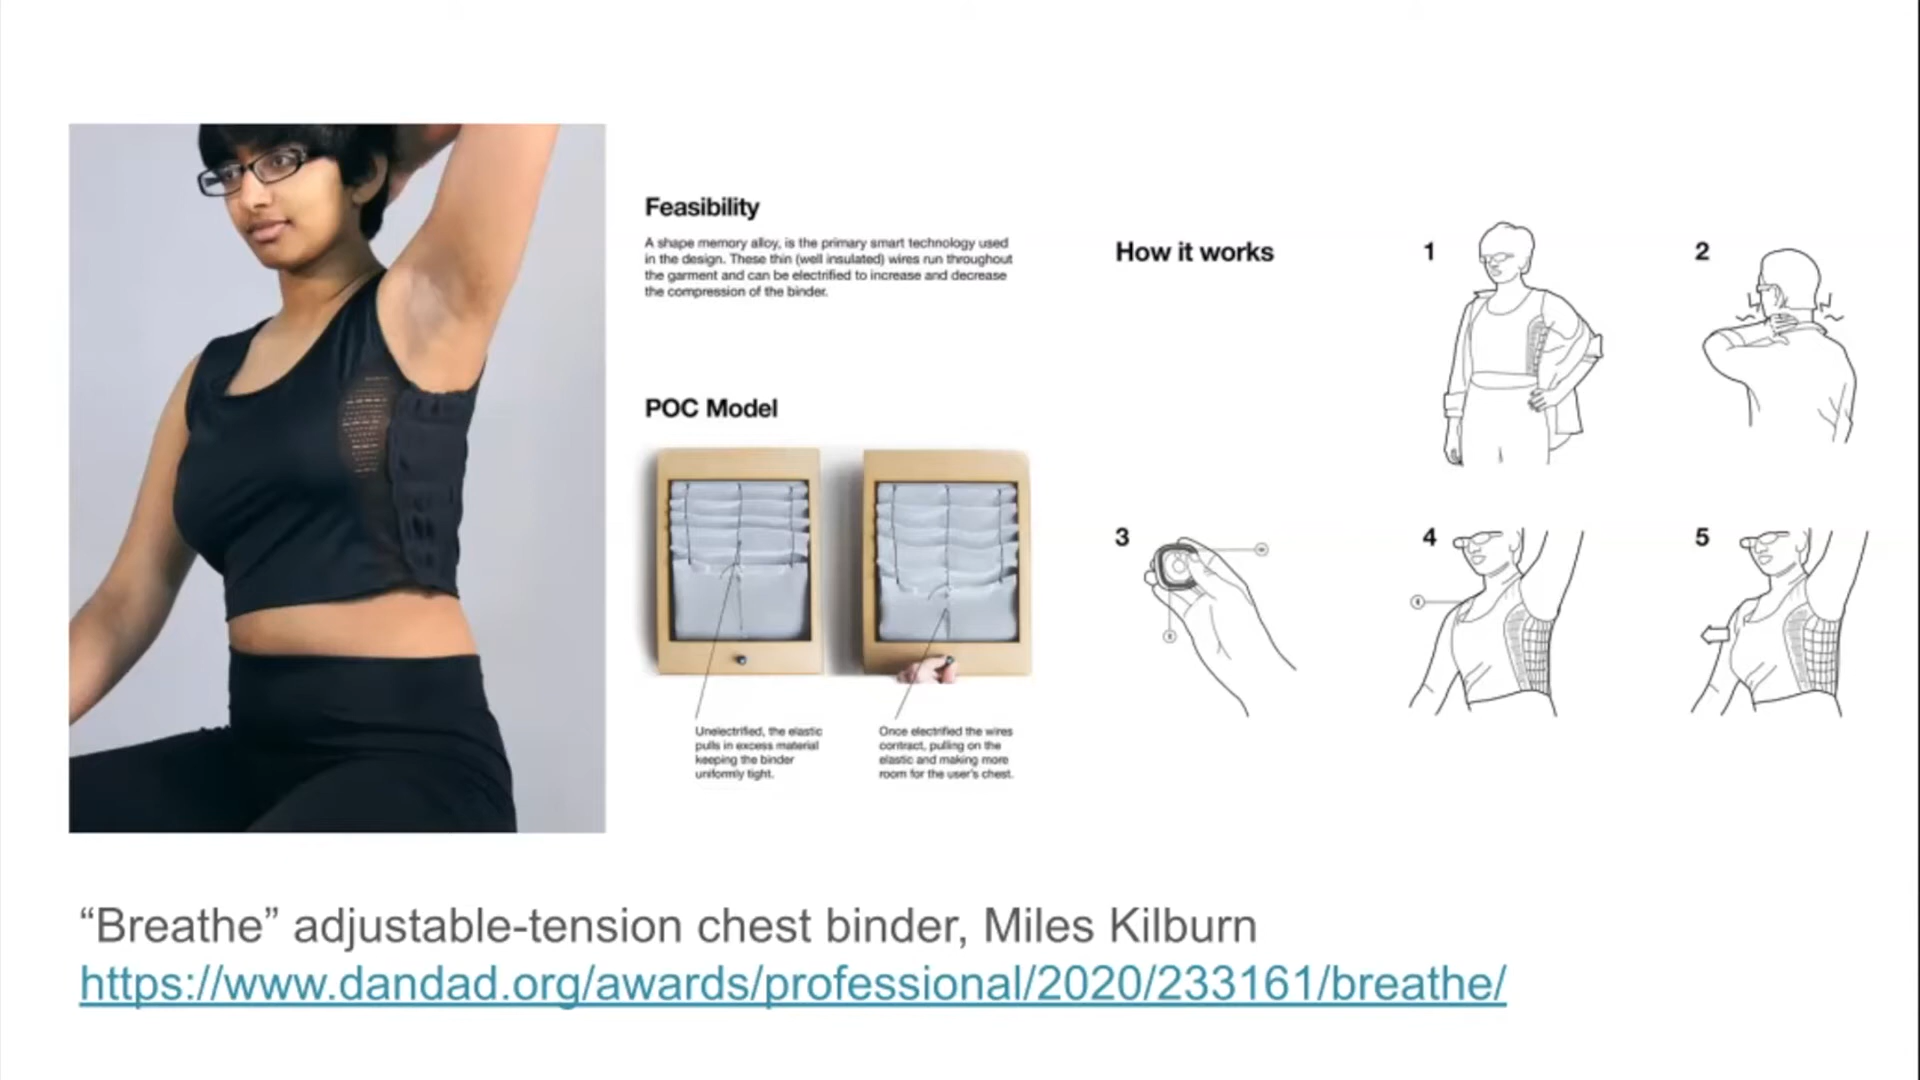 Feasibility
A shape memory alloy, is the primary smart technology used
in the design. These thin (well insulated) wires run throughout
the garment and can be electrified to increase and decrease
the compression of the binder.
POC Model
Unelectrified, the elastic
pulls in excess material
keeping the binder
uniformly tight.
Once electrified the wires
contract, pulling on the
elastic and making more
room for the user's chest.
How it works
1
2
3
4
5
“Breathe” adjustable-tension chest binder, Miles Kilburn
https://www.dandad.org/awards/professional/2020/233161/breathe/